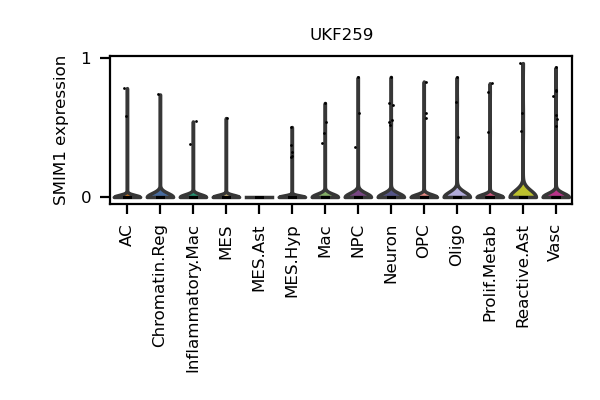 UKF259
SMIM1 expression
1
0
AC
Chromatin.Reg
Inflammatory.Mac
MES
MES.Ast
MES.Hyp
Mac
NPC
Neuron
OPC
Oligo
Prolif.Metab
Reactive.Ast
Vasc